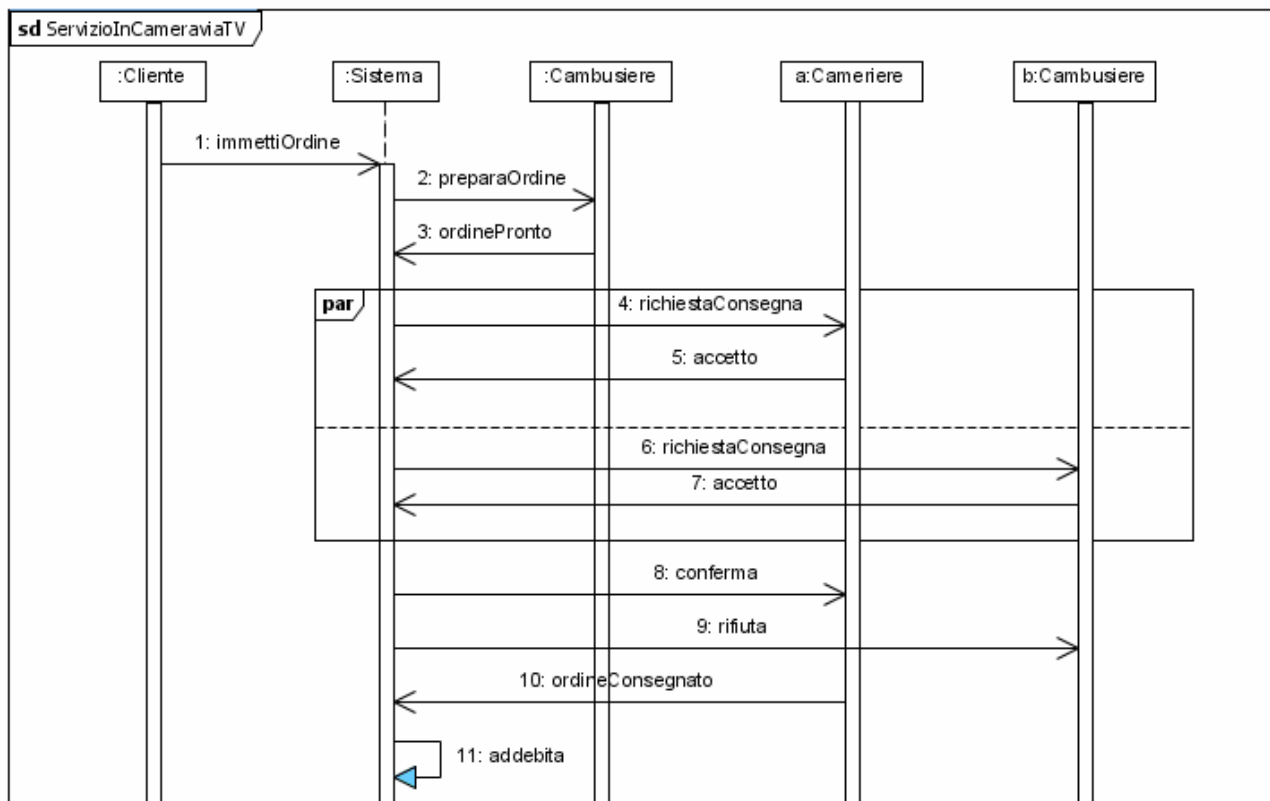 sd ServizioInCameraviaTV
:Cliente
:Sistema
:Cambusiere
a:Cameriere
b:Cambusiere
1: immettiOrdine
2: preparaOrdine
3: ordinePronto
par
4: richiestaConsegna
5: accetto
6: richiestaConsegna
7: accetto
8: conferma
9: rifiuta
10: ordineConsegnato
11: addebita